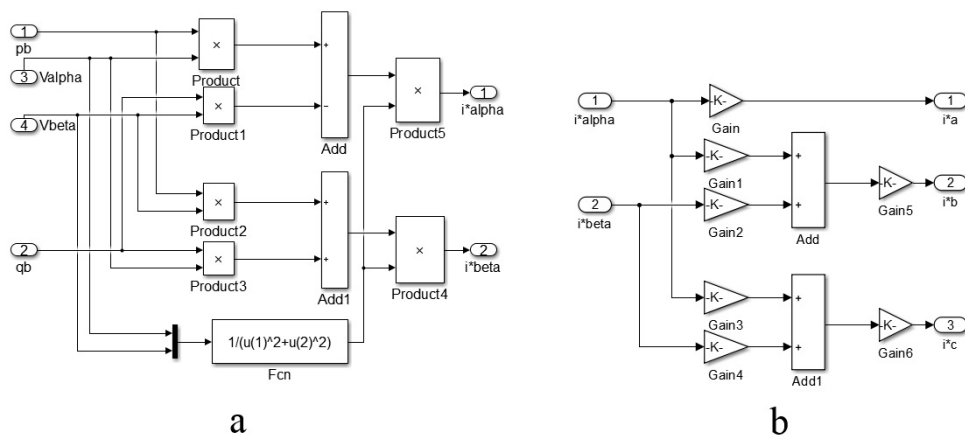 1
pb
3
Valpha
4
Vbeta
2
qb
×
Product
×
Product1
×
Product2
×
Product3
1/(u(1)^2+u(2)^2)
Fcn
+
−
Add
+
+
Add1
×
Product5
×
Product4
1
i*alpha
2
i*beta
a
1
i*alpha
2
i*beta
-K-
Gain
-K-
Gain1
-K-
Gain2
-K-
Gain3
-K-
Gain4
+
+
Add
+
+
Add1
-K-
Gain5
-K-
Gain6
1
i*a
2
i*b
3
i*c
b